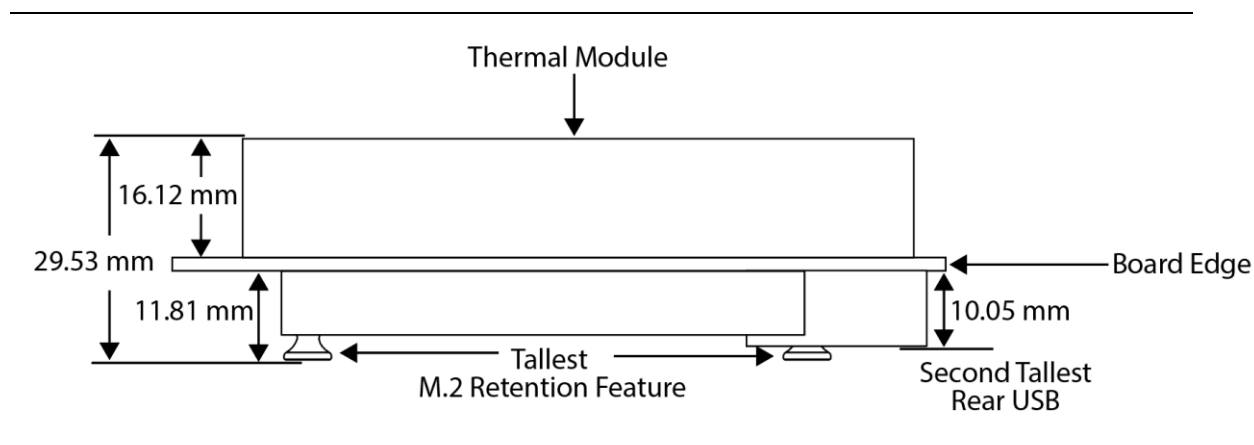 Thermal Module
16.12 mm
29.53 mm
Board Edge
11.81 mm
10.05 mm
Tallest
M.2 Retention Feature
Second Tallest
Rear USB